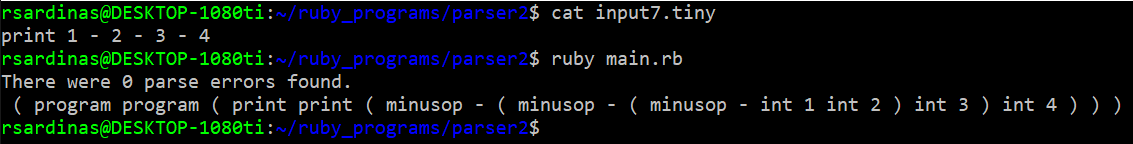 rsardinas@DESKTOP-1080ti:~/ruby_programs/parser2$ cat input7.tiny
print 1 - 2 - 3 - 4
rsardinas@DESKTOP-1080ti:~/ruby_programs/parser2$ ruby main.rb
There were 0 parse errors found.
 ( program program ( print print ( minusop - ( minusop - ( minusop - int 1 int 2 ) int 3 ) int 4 ) ) )
rsardinas@DESKTOP-1080ti:~/ruby_programs/parser2$